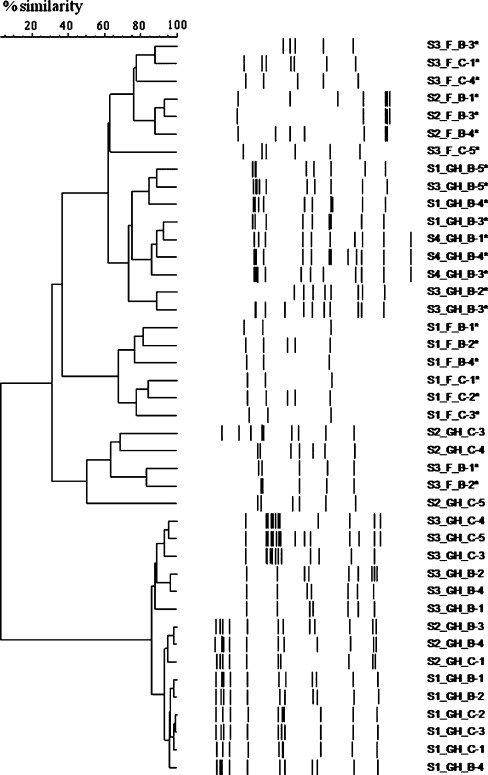 % similarity
20 40 60 80 100
S3_F_B-3*
S3_F_C-1*
S3_F_C-4*
S2_F_B-1*
S2_F_B-3*
S2_F_B-4*
S3_F_C-5*
S1_GH_B-5*
S3_GH_B-5*
S1_GH_B-4*
S1_GH_B-3*
S4_GH_B-1*
S4_GH_B-4*
S4_GH_B-3*
S3_GH_B-2*
S3_GH_B-3*
S1_F_B-1*
S1_F_B-2*
S1_F_B-4*
S1_F_C-1*
S1_F_C-2*
S1_F_C-3*
S2_GH_C-3
S2_GH_C-4
S3_F_B-1*
S3_F_B-2*
S2_GH_C-5
S3_GH_C-4
S3_GH_C-5
S3_GH_C-3
S3_GH_B-2
S3_GH_B-4
S3_GH_B-1
S2_GH_B-3
S2_GH_B-4
S2_GH_C-1
S1_GH_B-1
S1_GH_B-2
S1_GH_C-2
S1_GH_C-3
S1_GH_C-1
S1_GH_B-4